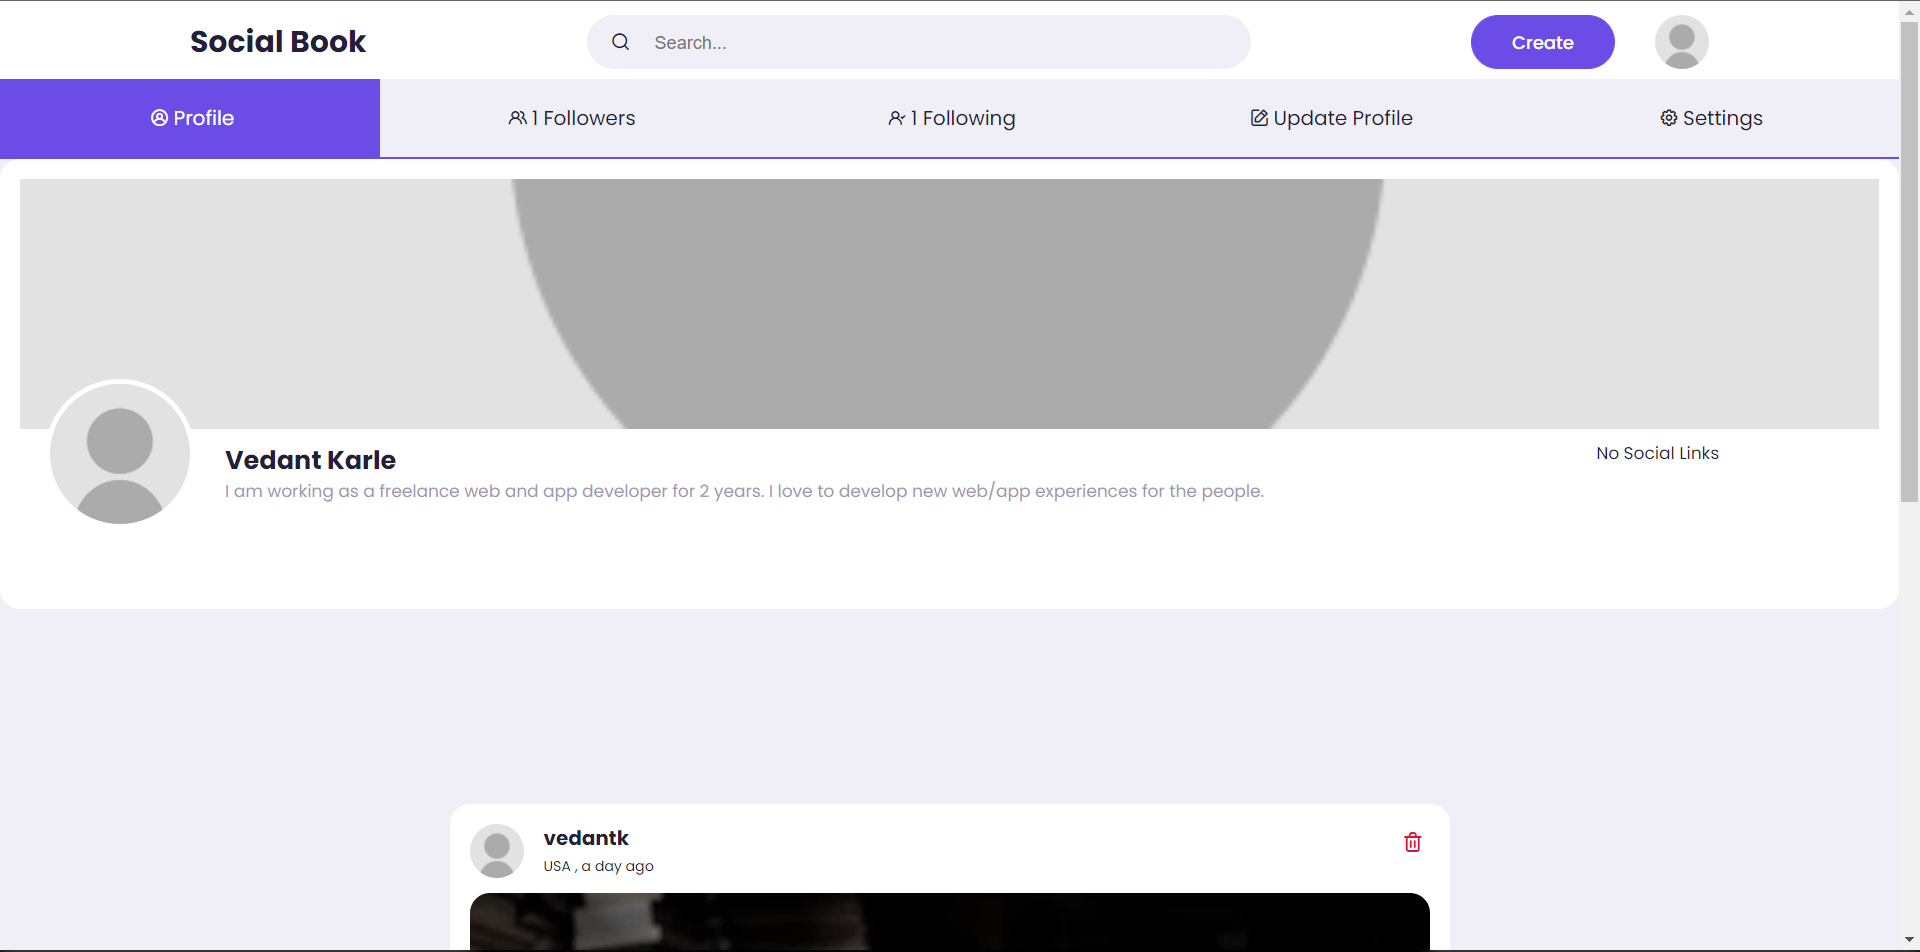 Social Book
Search...
Create
Profile
1 Followers
1 Following
Update Profile
Settings
Vedant Karle
No Social Links
I am working as a freelance web and app developer for 2 years. I love to develop new web/app experiences for the people.
vedantk
USA , a day ago